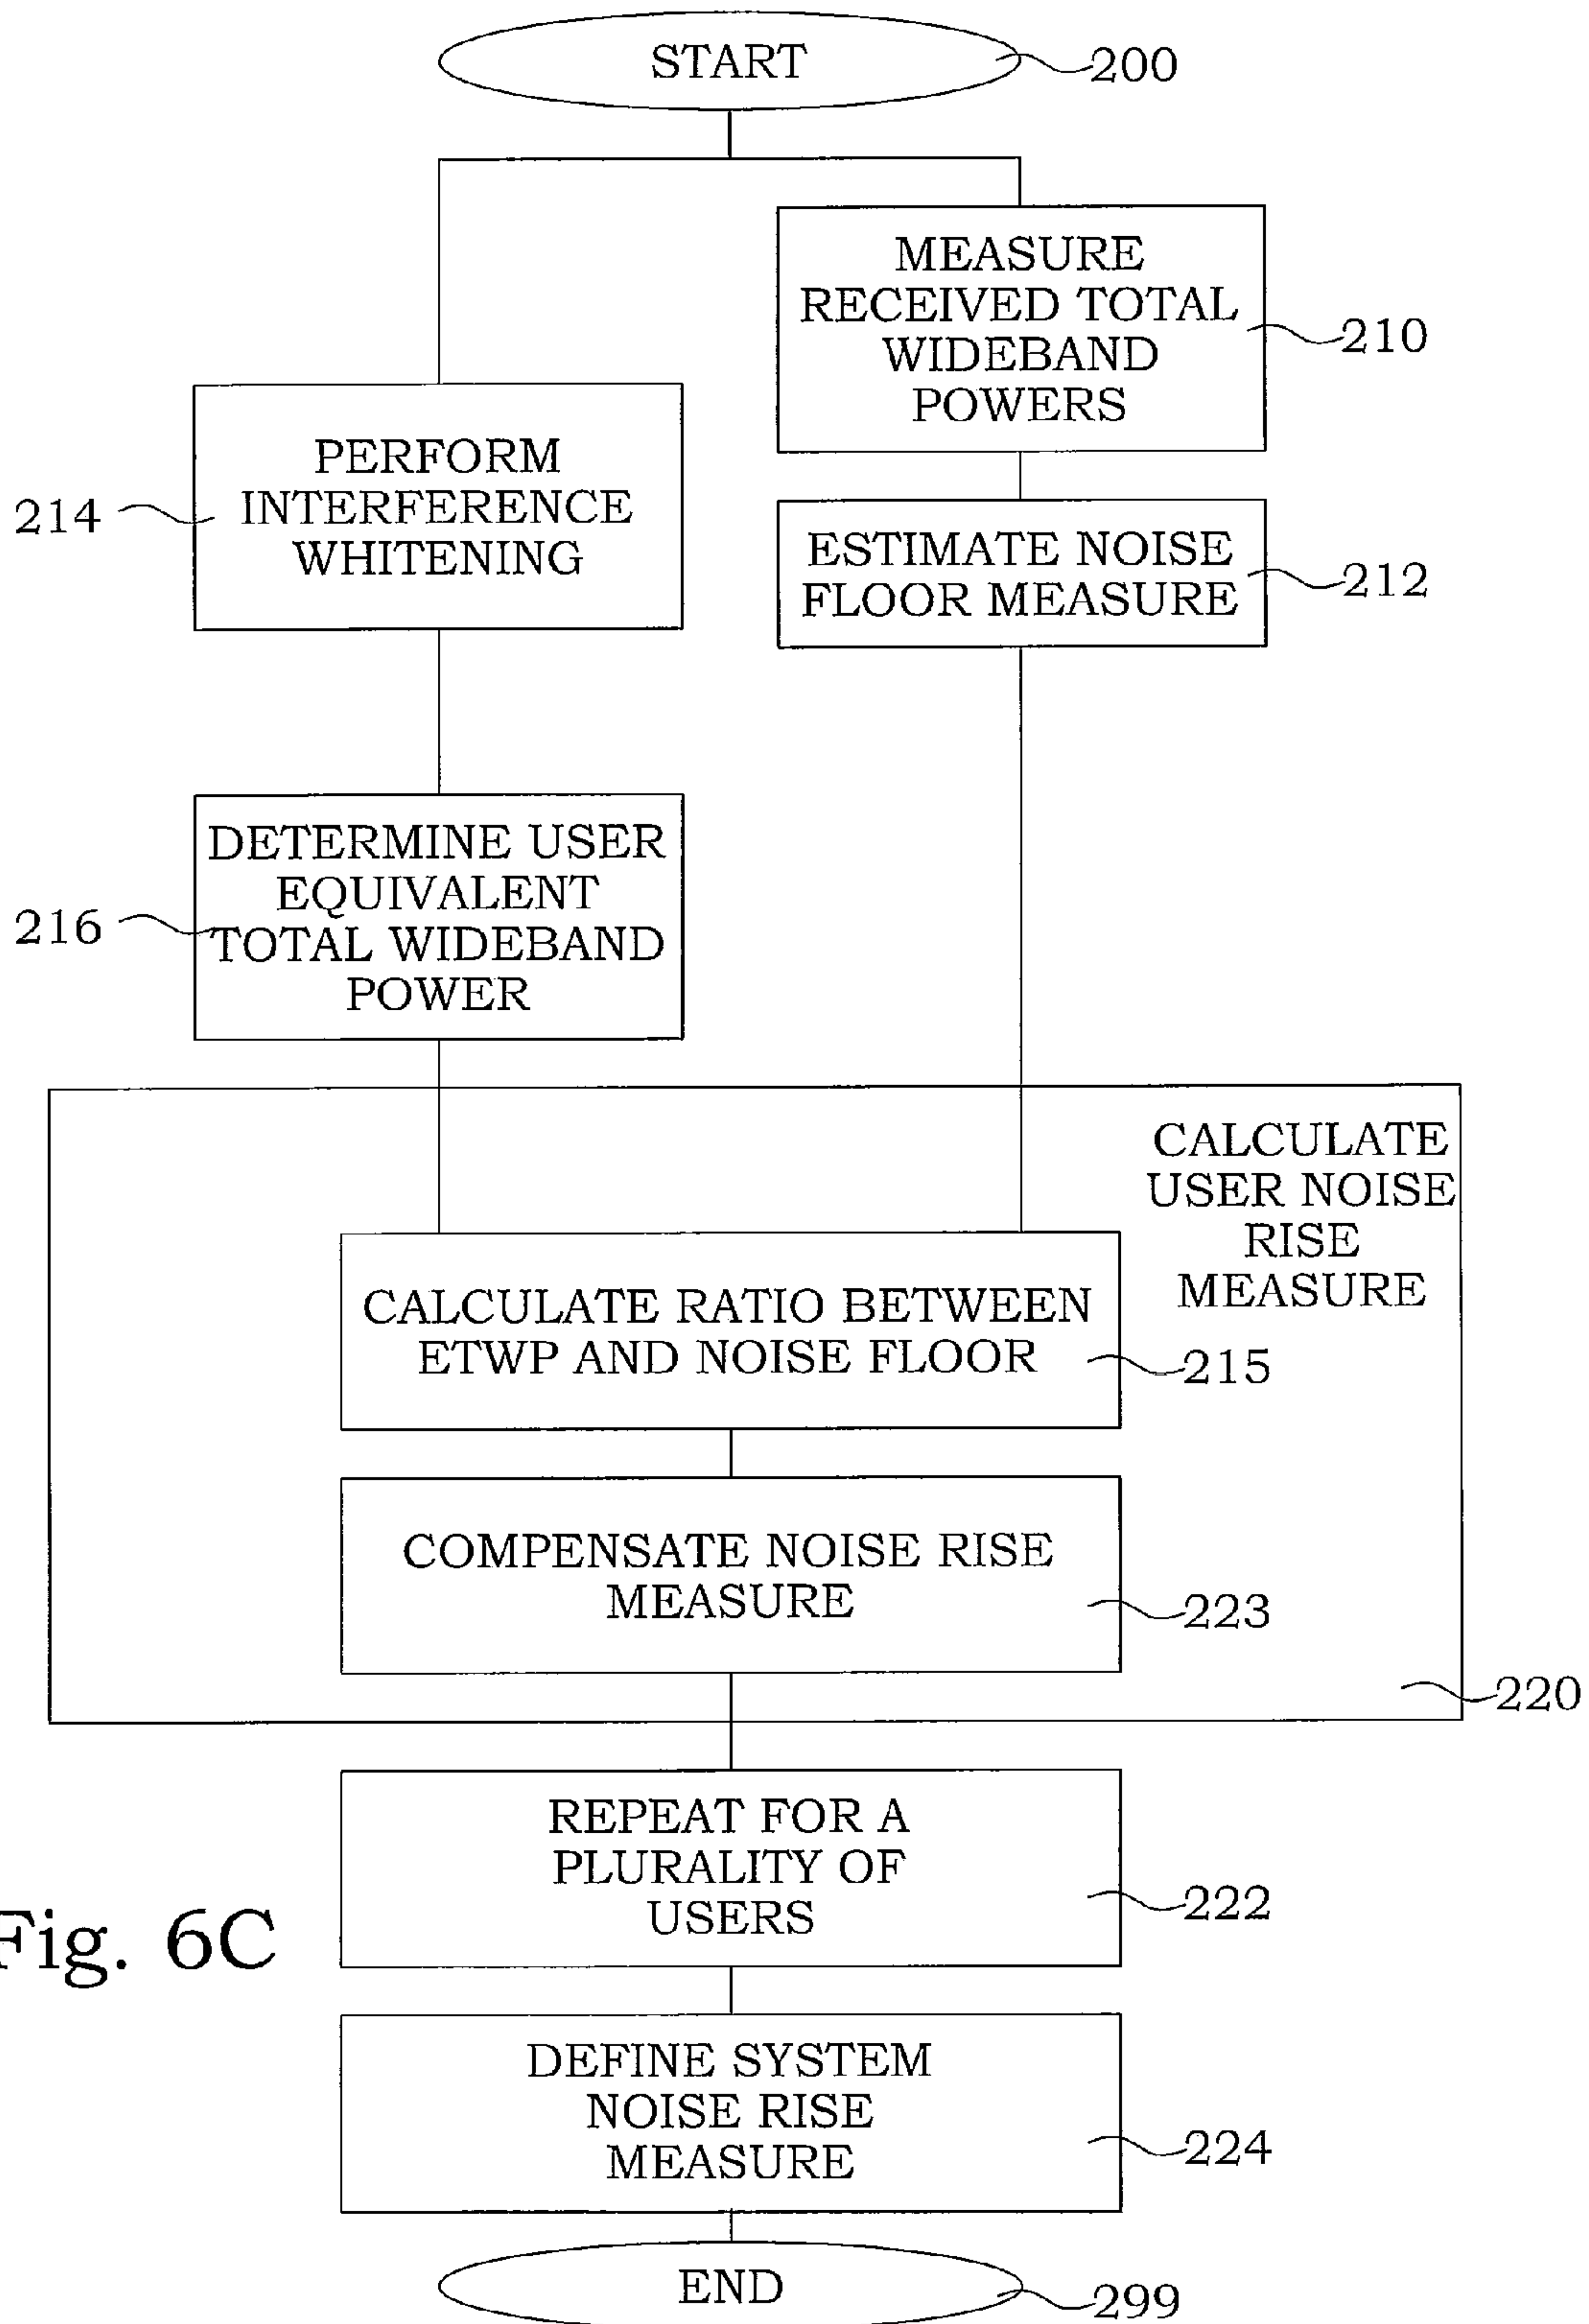 START
200
MEASURE
RECEIVED TOTAL
WIDEBAND
POWERS
210
PERFORM
INTERFERENCE
WHITENING
214
ESTIMATE NOISE
FLOOR MEASURE
212
DETERMINE USER
EQUIVALENT
TOTAL WIDEBAND
POWER
216
CALCULATE
USER NOISE
RISE
MEASURE
CALCULATE RATIO BETWEEN
ETWP AND NOISE FLOOR
215
COMPENSATE NOISE RISE
MEASURE
223
220
REPEAT FOR A
PLURALITY OF
USERS
222
Fig. 6C
DEFINE SYSTEM
NOISE RISE
MEASURE
224
END
299